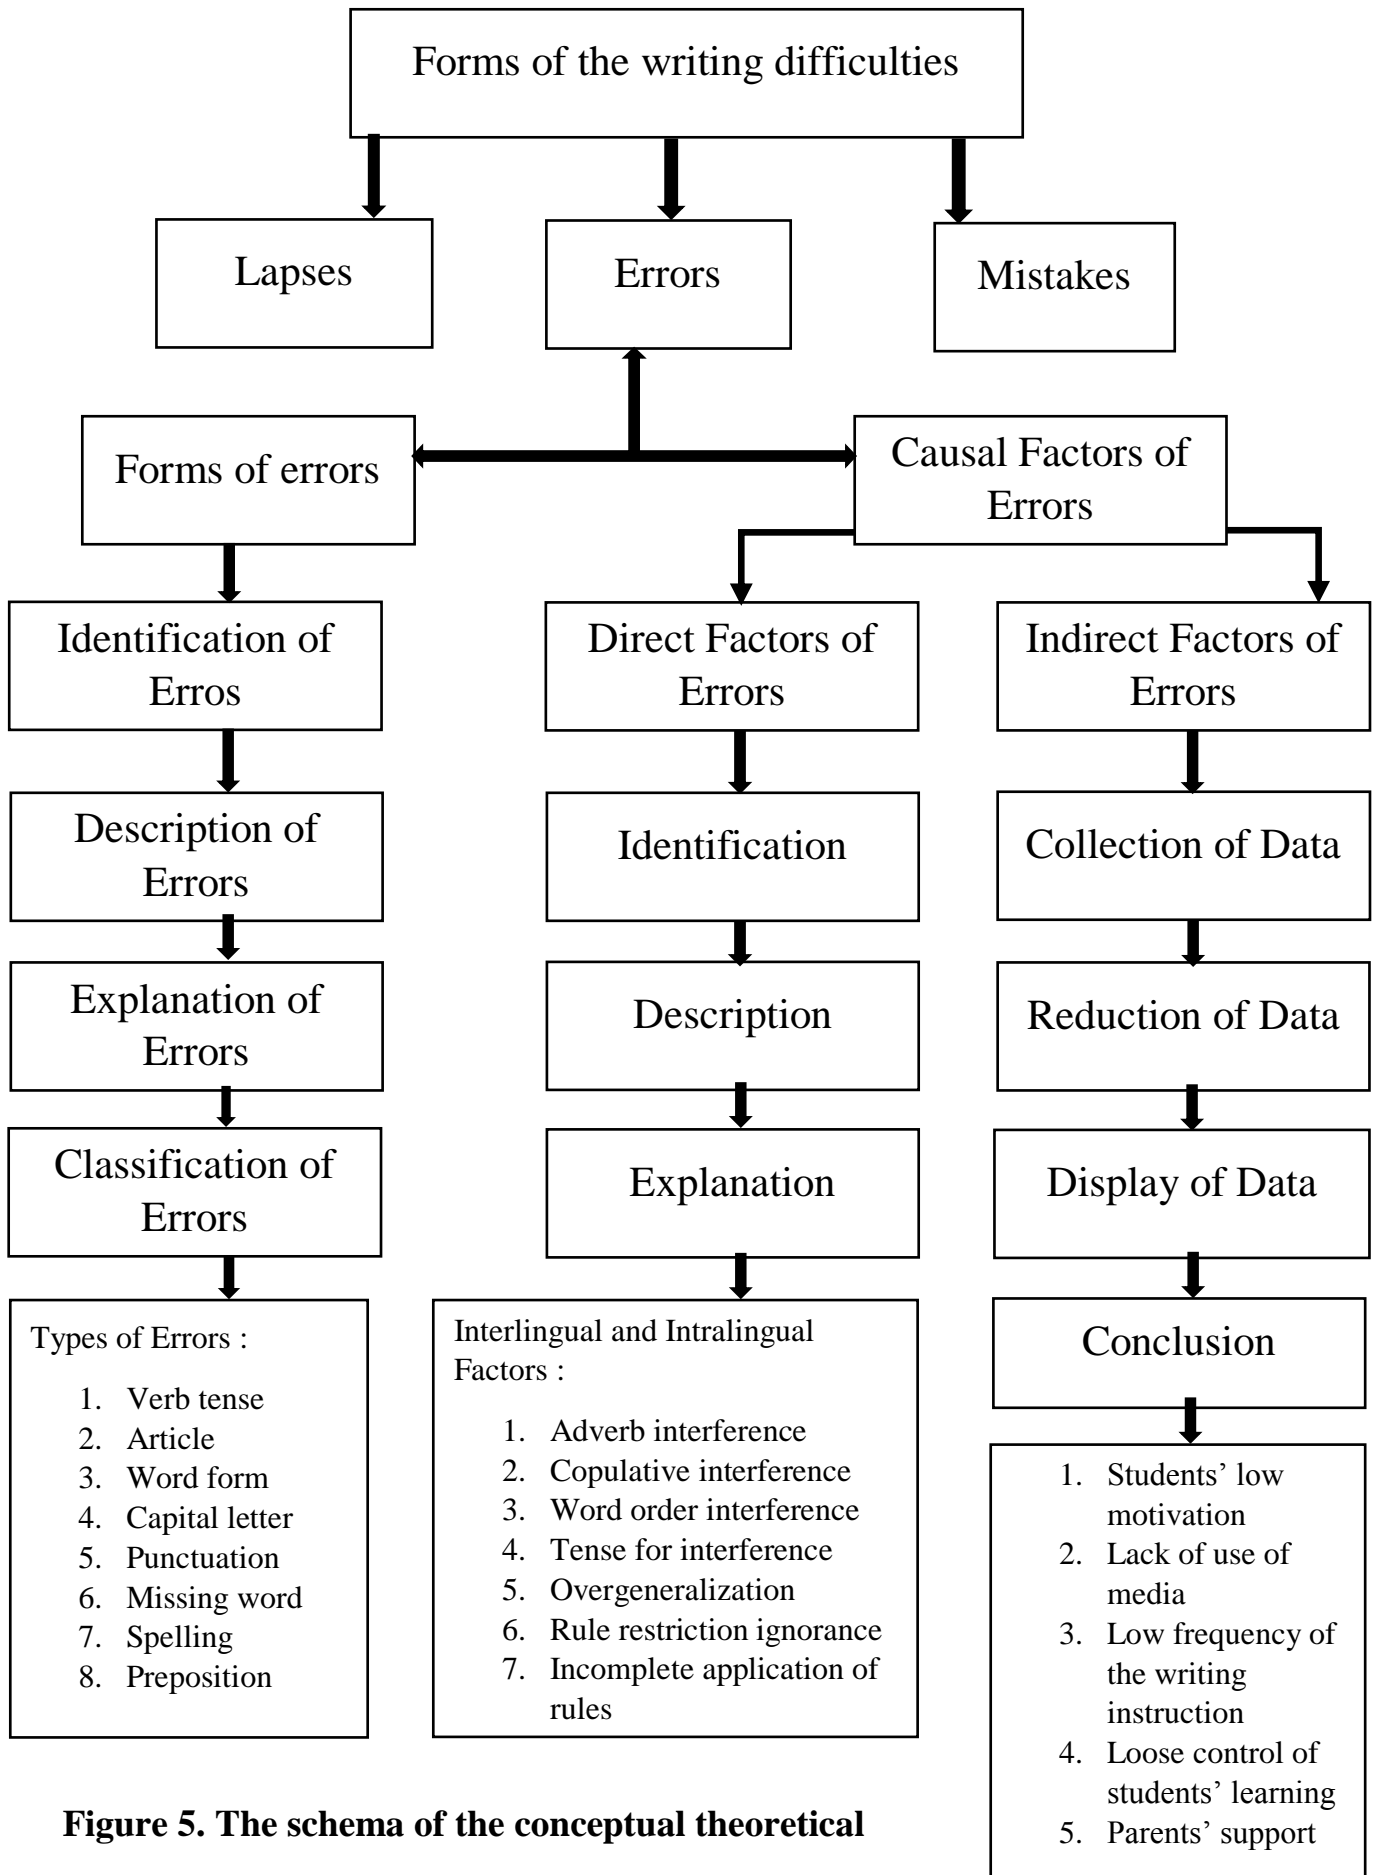 Forms of the writing difficulties
Lapses
Errors
Mistakes
Forms of errors
Causal Factors of
Errors
Identification of
Erros
Direct Factors of
Errors
Indirect Factors of
Errors
Description of
Errors
Identification
Collection of Data
Explanation of
Errors
Description
Reduction of Data
Classification of
Errors
Explanation
Display of Data
Types of Errors :
1. Verb tense
2. Article
3. Word form
4. Capital letter
5. Punctuation
6. Missing word
7. Spelling
8. Preposition
Interlingual and Intralingual
Factors :
1. Adverb interference
2. Copulative interference
3. Word order interference
4. Tense for interference
5. Overgeneralization
6. Rule restriction ignorance
7. Incomplete application of
rules
Conclusion
1. Students’ low
motivation
2. Lack of use of
media
3. Low frequency of
the writing
instruction
4. Loose control of
students’ learning
5. Parents’ support
Figure 5. The schema of the conceptual theoretical